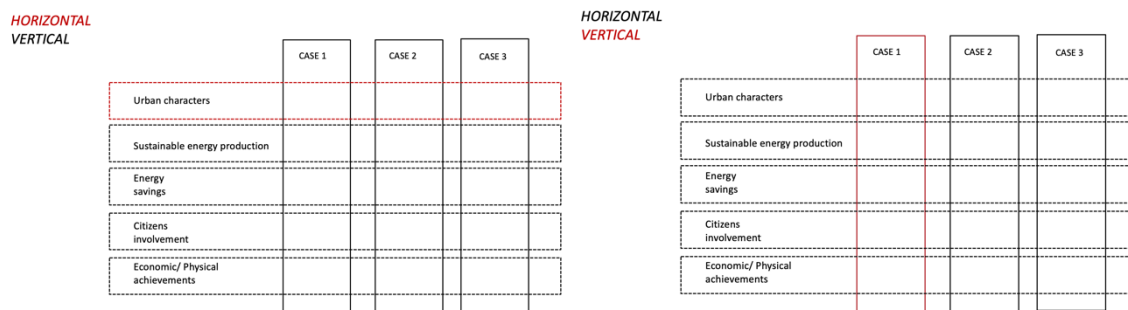 HORIZONTAL
VERTICAL
CASE 1
CASE 2
CASE 3
Urban characters
Sustainable energy production
Energy
savings
Citizens
involvement
Economic/ Physical
achievements
HORIZONTAL
VERTICAL
CASE 1
CASE 2
CASE 3
Urban characters
Sustainable energy production
Energy
savings
Citizens
involvement
Economic/ Physical
achievements